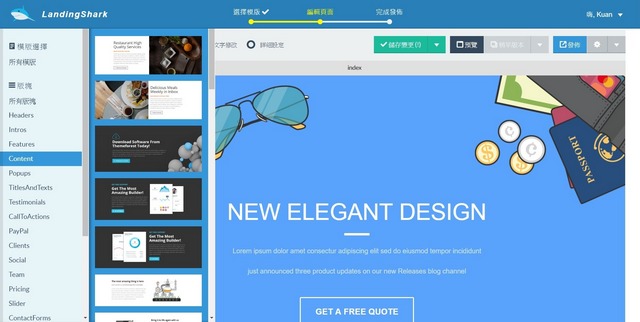 LandingShark
選擇模版
編輯頁面
完成發佈
嗨, Kuan
模版選擇
所有模版
版塊
所有版塊
Headers
Intros
Features
Content
Popups
TitlesAndTexts
Testimonials
CallToActions
PayPal
Clients
Social
Team
Pricing
Slider
ContactForms
Restaurant High
Quality Services
Delicious Meals
Weekly in Inbox
Download Software From
Themeforest Today!
Get The Most
Amazing Builder!
Get The Most
Amazing Builder!
文字修改
詳細設定
儲存變更 (1)
預覽
發佈
index
PASSPORT
NEW ELEGANT DESIGN
Lorem ipsum dolor amet consectur adipiscing elit sed do eiusmod tempor incididunt
just announced three product updates on our new Releases blog channel
GET A FREE QUOTE